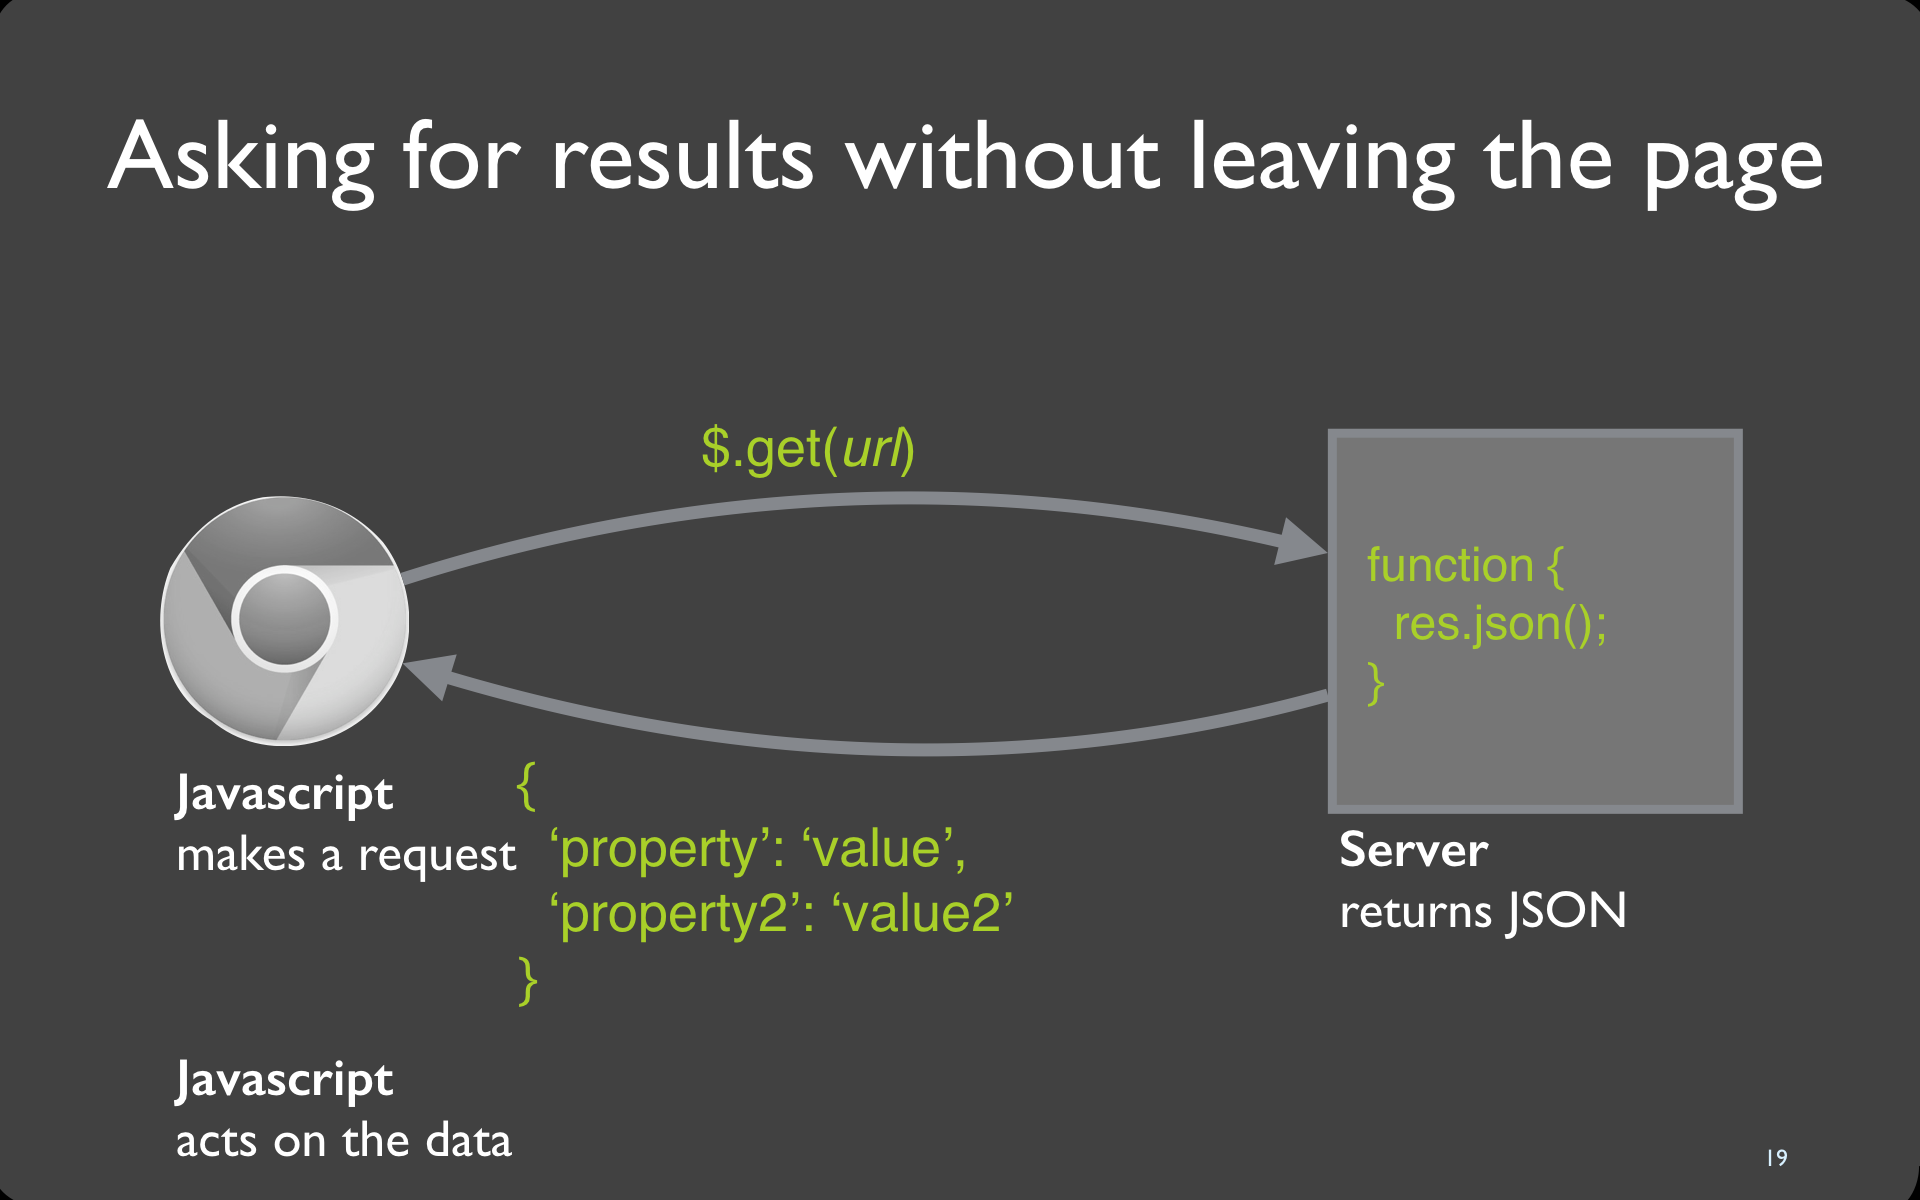 Asking for results without leaving the page
$.get(url)
function {
res.json();
}
Javascript
makes a request
{
‘property’: ‘value’,
‘property2’: ‘value2’
}
Server
returns JSON
Javascript
acts on the data
19